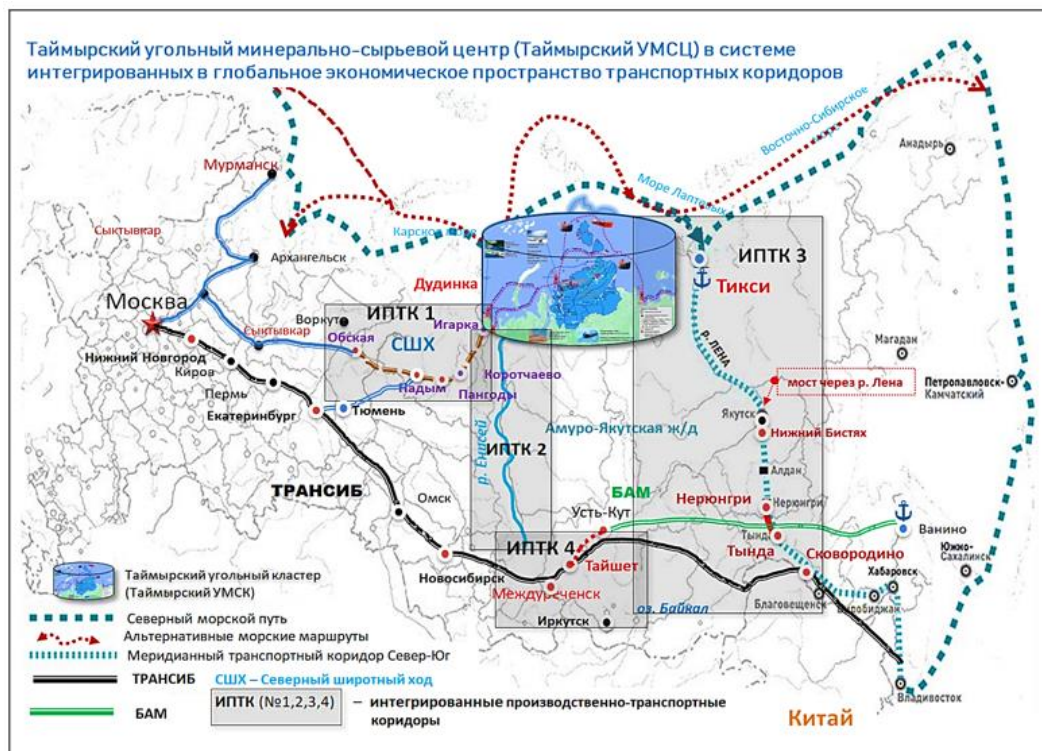 Таймырский угольный минерально-сырьевой центр (Таймырский УМСЦ) в системе
интегрированных в глобальное экономическое пространство транспортных коридоров
Восточно-Сибирское
море
Анадырь
Мурманск
Море Лаптевых
Сыктывкар
Карское море
Архангельск
ИПТК 3
Дудинка
Тикси
Москва
Воркут
ИПТК 1
Игарка
Сыктывкар
Обская
СШХ
р. ЛЕНА
Магадан
Нижний Новгород
Киров
Надым
Коротчаево
Пангоды
мост через р. Лена
Петропавловск-
Камчатский
Пермь
Екатеринбург
Тюмень
Якутск
Амуро-Якутская ж/д
Нижний Бистях
р. Енисей
ИПТК 2
Алдан
ТРАНСИБ
БАМ
Нерюнгри
Нерюнгри
Омск
Усть-Кут
Ванино
Тында
Тында
ИПТК 4
Сковородино
Южно-
Сахалинск
Новосибирск
Тайшет
Хабаровск
Междуреченск
Благовещенск
Биробиджан
оз. Байкал
Иркутск
Владивосток
Китай
Таймырский угольный кластер
(Таймырский УМСК)
Северный морской путь
Альтернативные морские маршруты
Меридианный транспортный коридор Север-Юг
ТРАНСИБ
СШХ – Северный широтный ход
БАМ
ИПТК (№1,2,3,4)
– интегрированные производственно-транспортные
коридоры